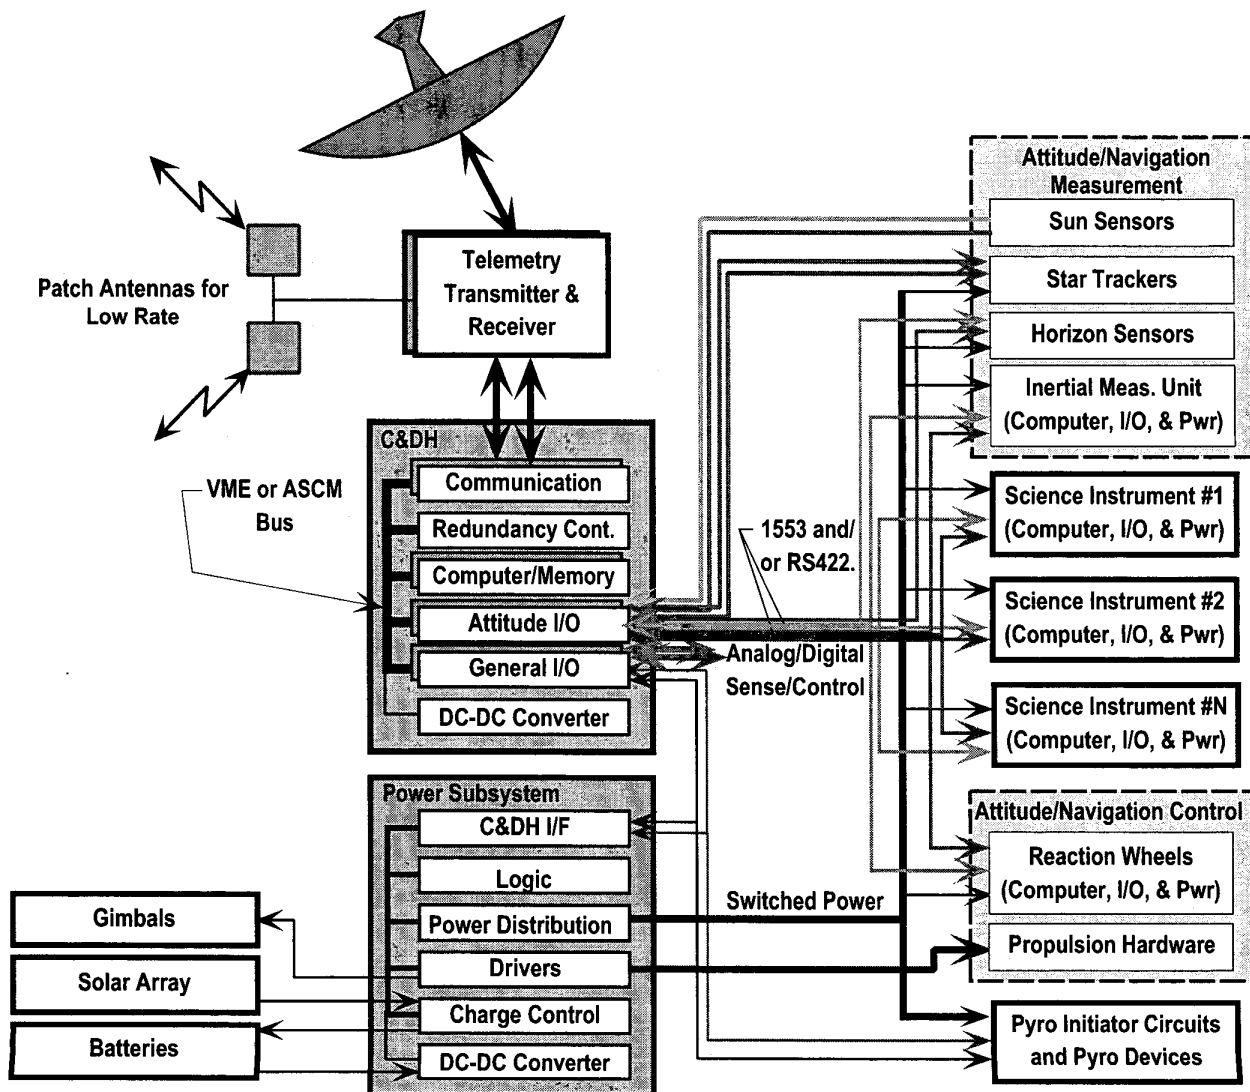 Attitude/Navigation
Measurement
Sun Sensors
Star Trackers
Horizon Sensors
Inertial Meas. Unit
(Computer, I/O, & Pwr)
Telemetry
Transmitter &
Receiver
Patch Antennas for
Low Rate
C&DH
Communication
Redundancy Cont.
Computer/Memory
Attitude I/O
General I/O
DC-DC Converter
VME or ASCM
Bus
1553 and/
or RS422.
Analog/Digital
Sense/Control
Science Instrument #1
(Computer, I/O, & Pwr)
Science Instrument #2
(Computer, I/O, & Pwr)
Science Instrument #N
(Computer, I/O, & Pwr)
Power Subsystem
C&DH I/F
Logic
Power Distribution
Drivers
Charge Control
DC-DC Converter
Switched Power
Attitude/Navigation Control
Reaction Wheels
(Computer, I/O, & Pwr)
Propulsion Hardware
Gimbals
Solar Array
Batteries
Pyro Initiator Circuits
and Pyro Devices